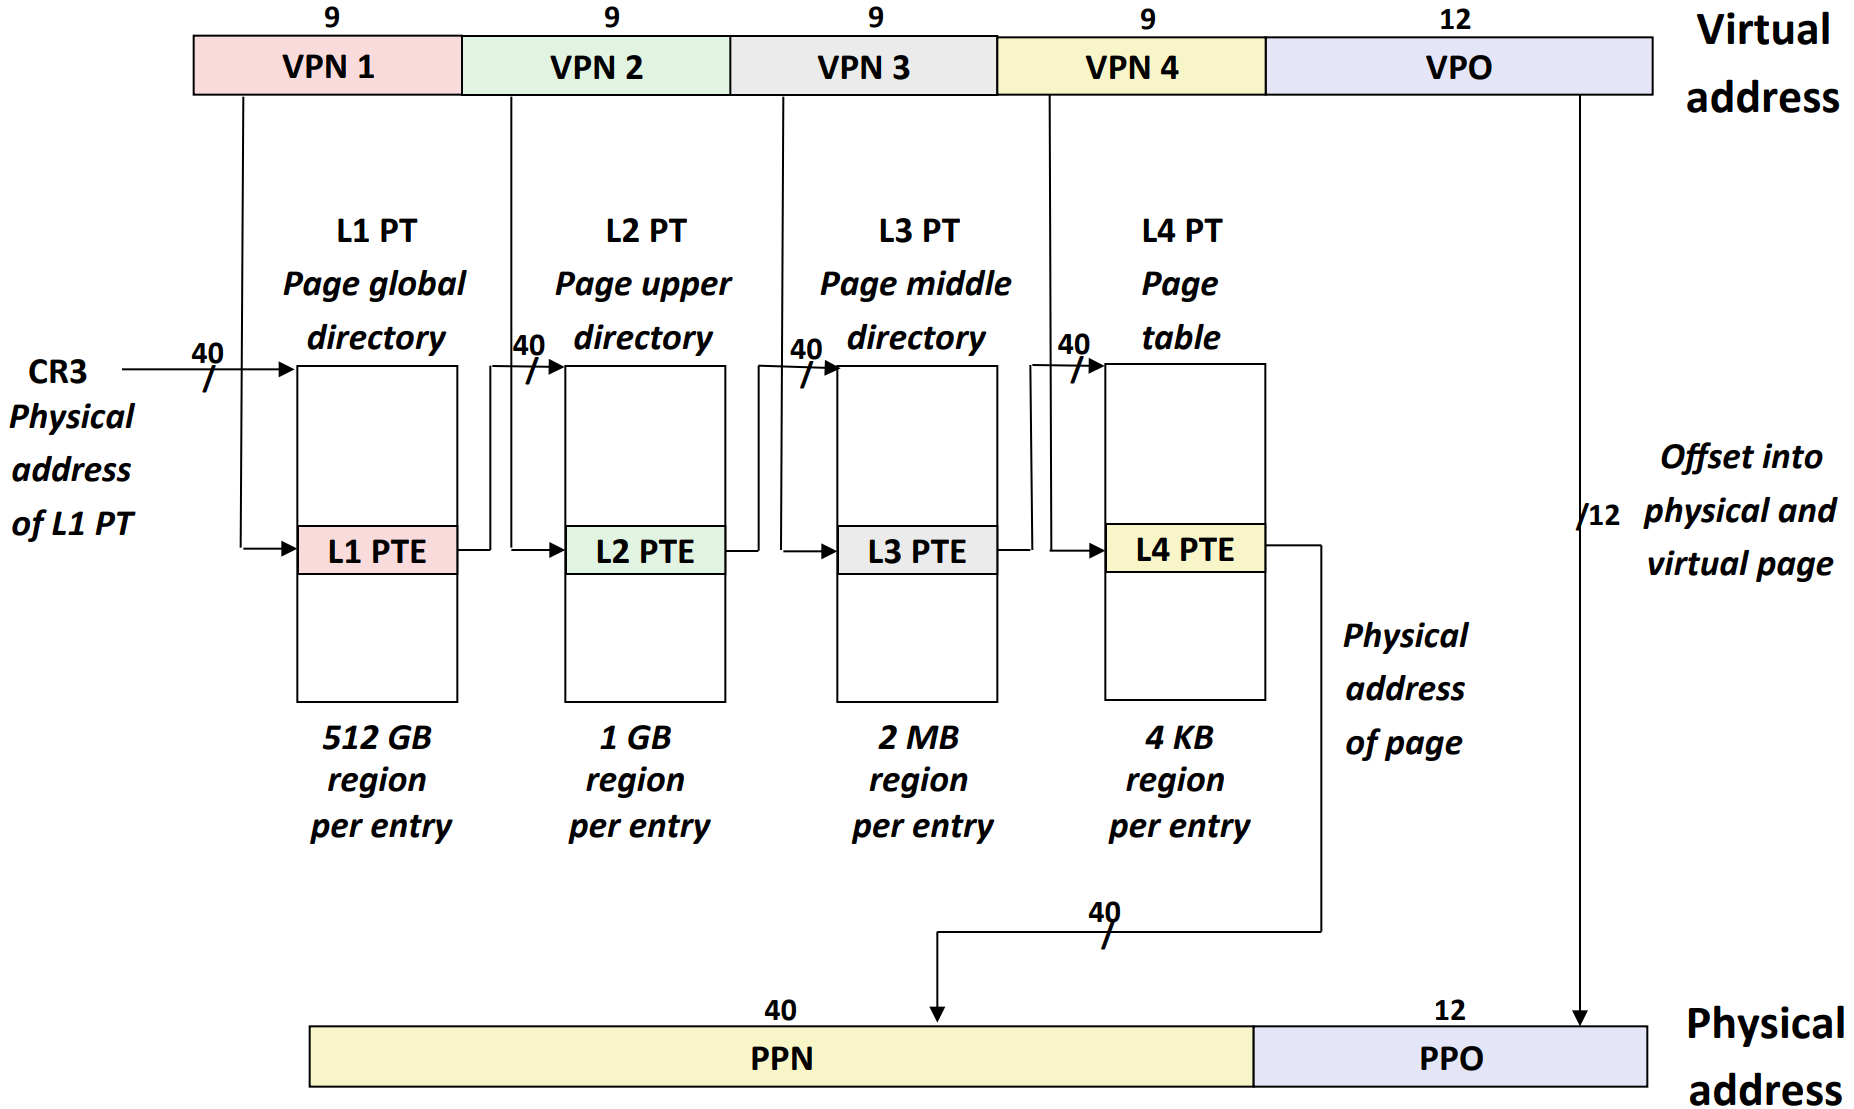 9 9 9 9 12
VPN 1 VPN 2 VPN 3 VPN 4 VPO
Virtual
address
L1 PT
Page global
directory
L2 PT
Page upper
directory
L3 PT
Page middle
directory
L4 PT
Page
table
40
/
40
/
40
/
40
/
CR3
Physical
address
of L1 PT
L1 PTE
L2 PTE
L3 PTE
L4 PTE
/12
Offset into
physical and
virtual page
512 GB
region
per entry
1 GB
region
per entry
2 MB
region
per entry
4 KB
region
per entry
Physical
address
of page
40
/
40 12
PPN PPO
Physical
address